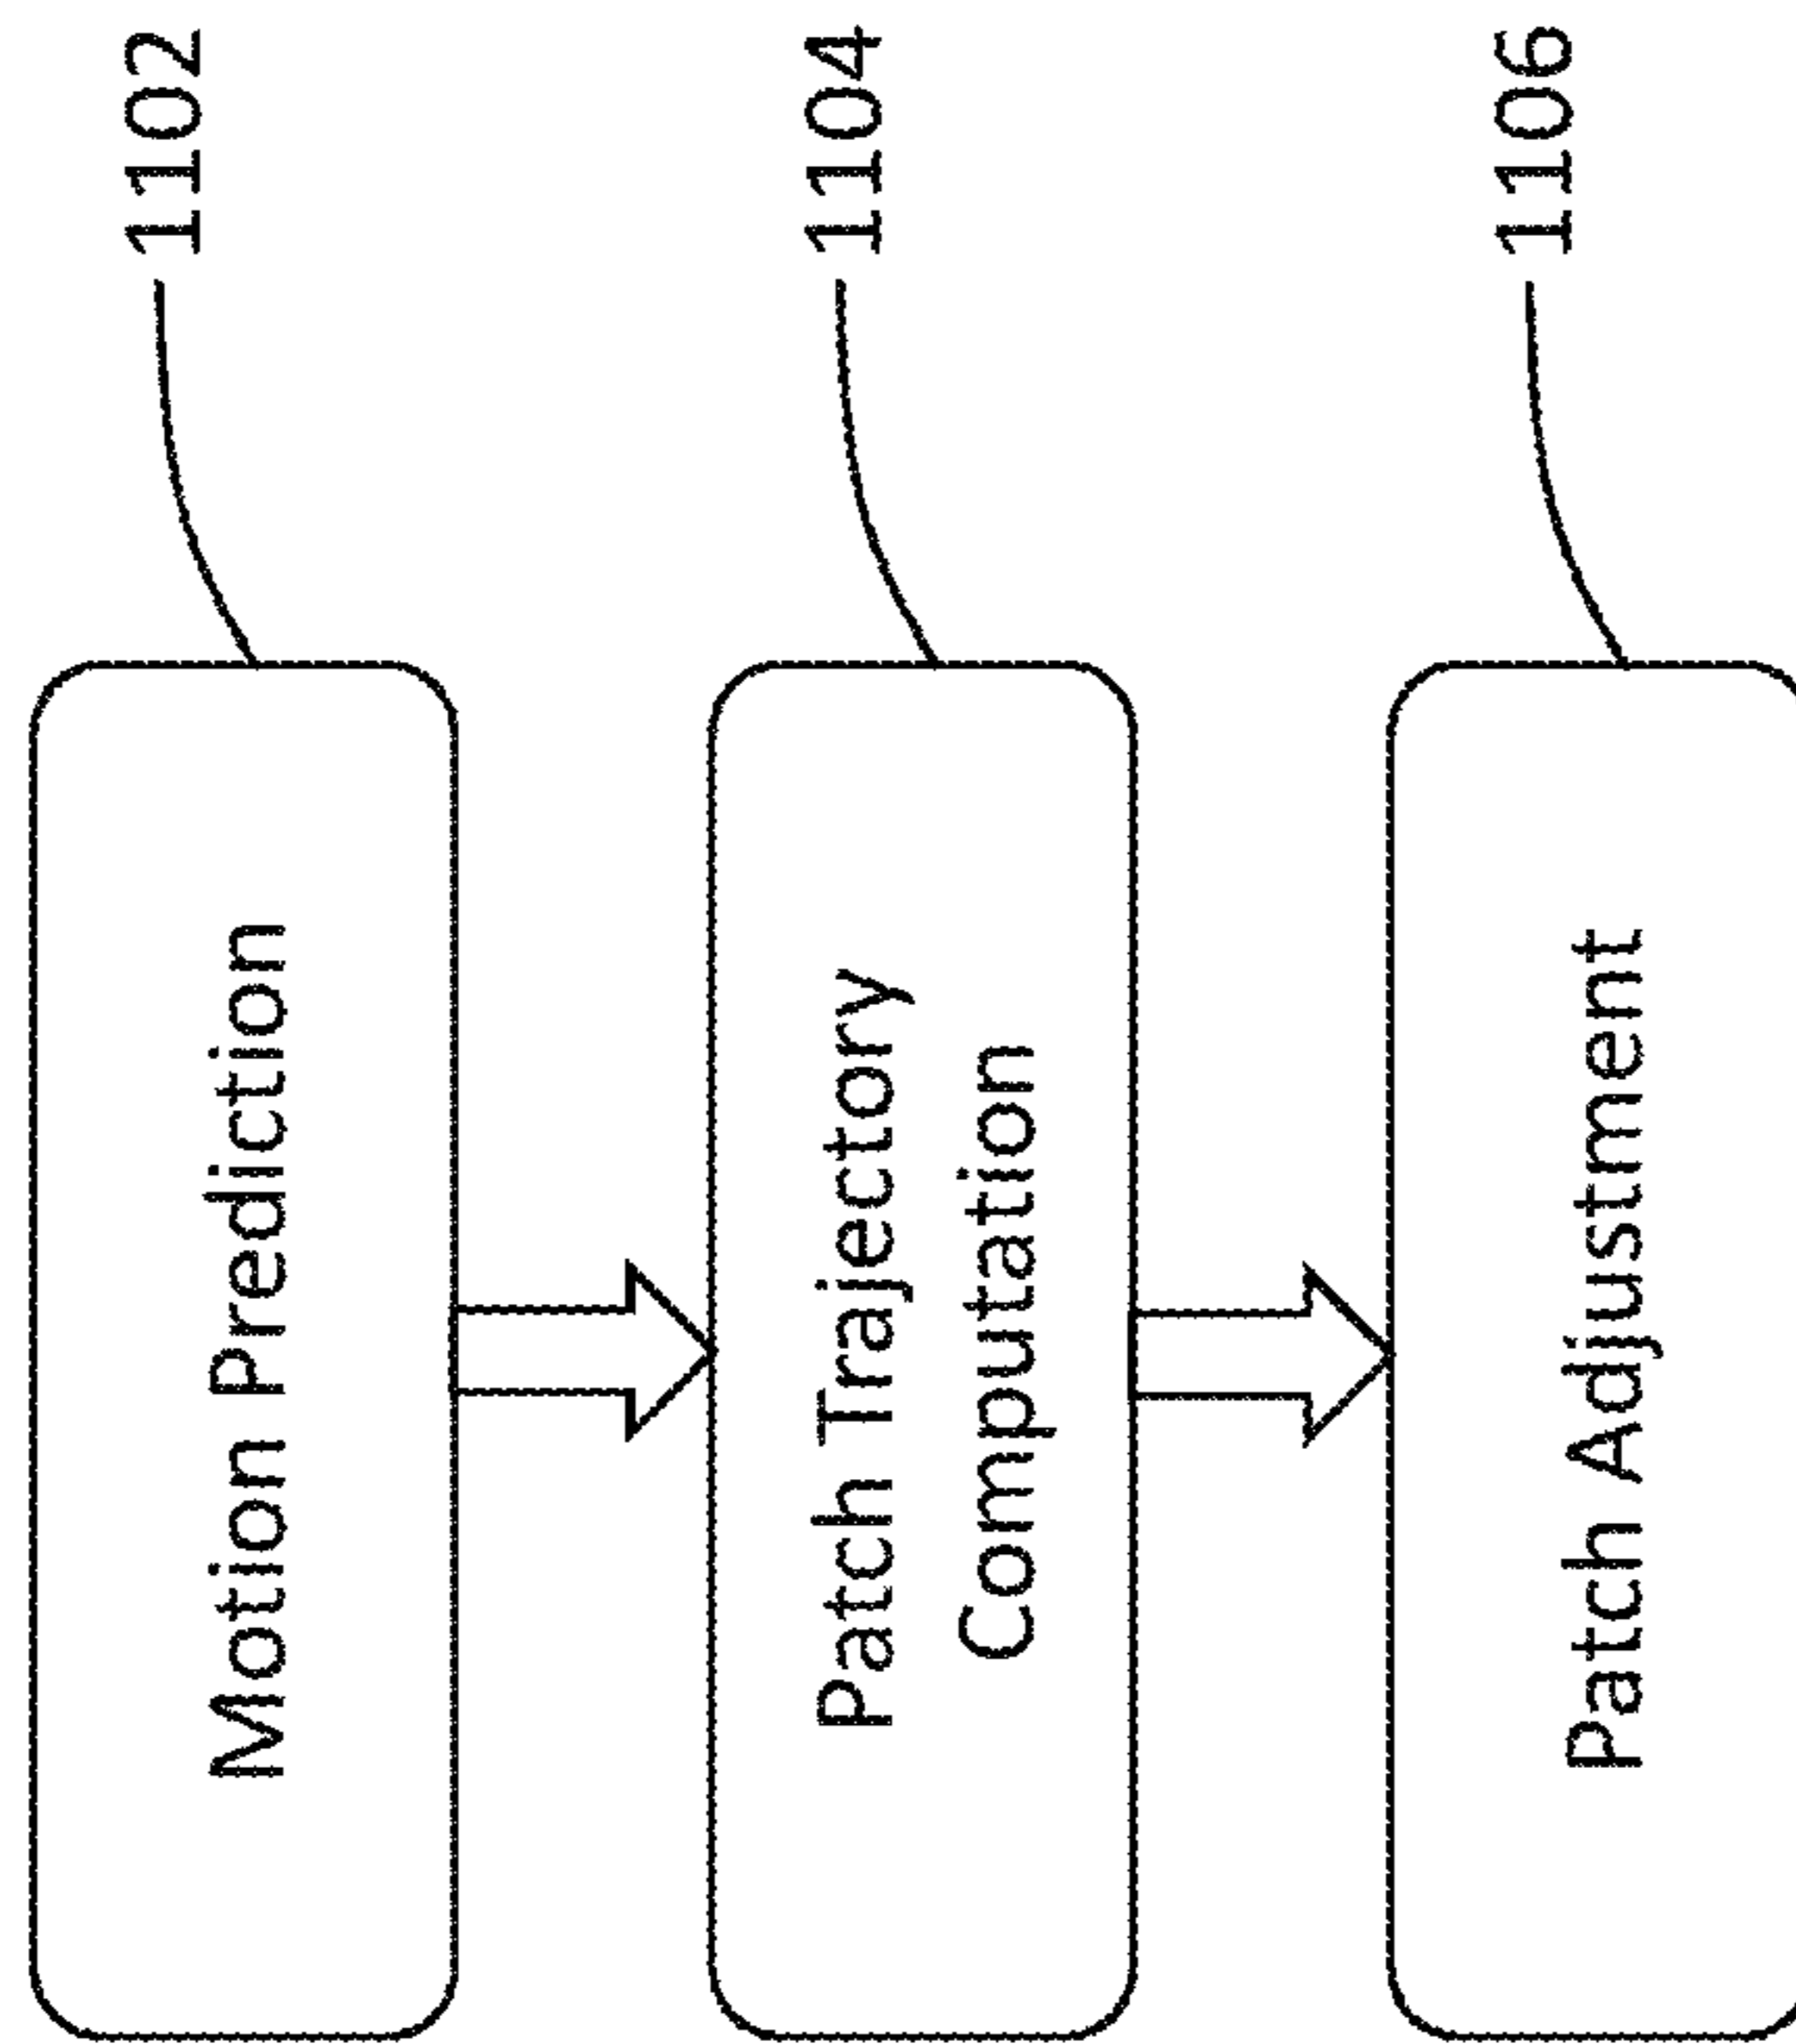 Motion Prediction
1102
Patch Trajectory
Computation
1104
Patch Adjustment
1106